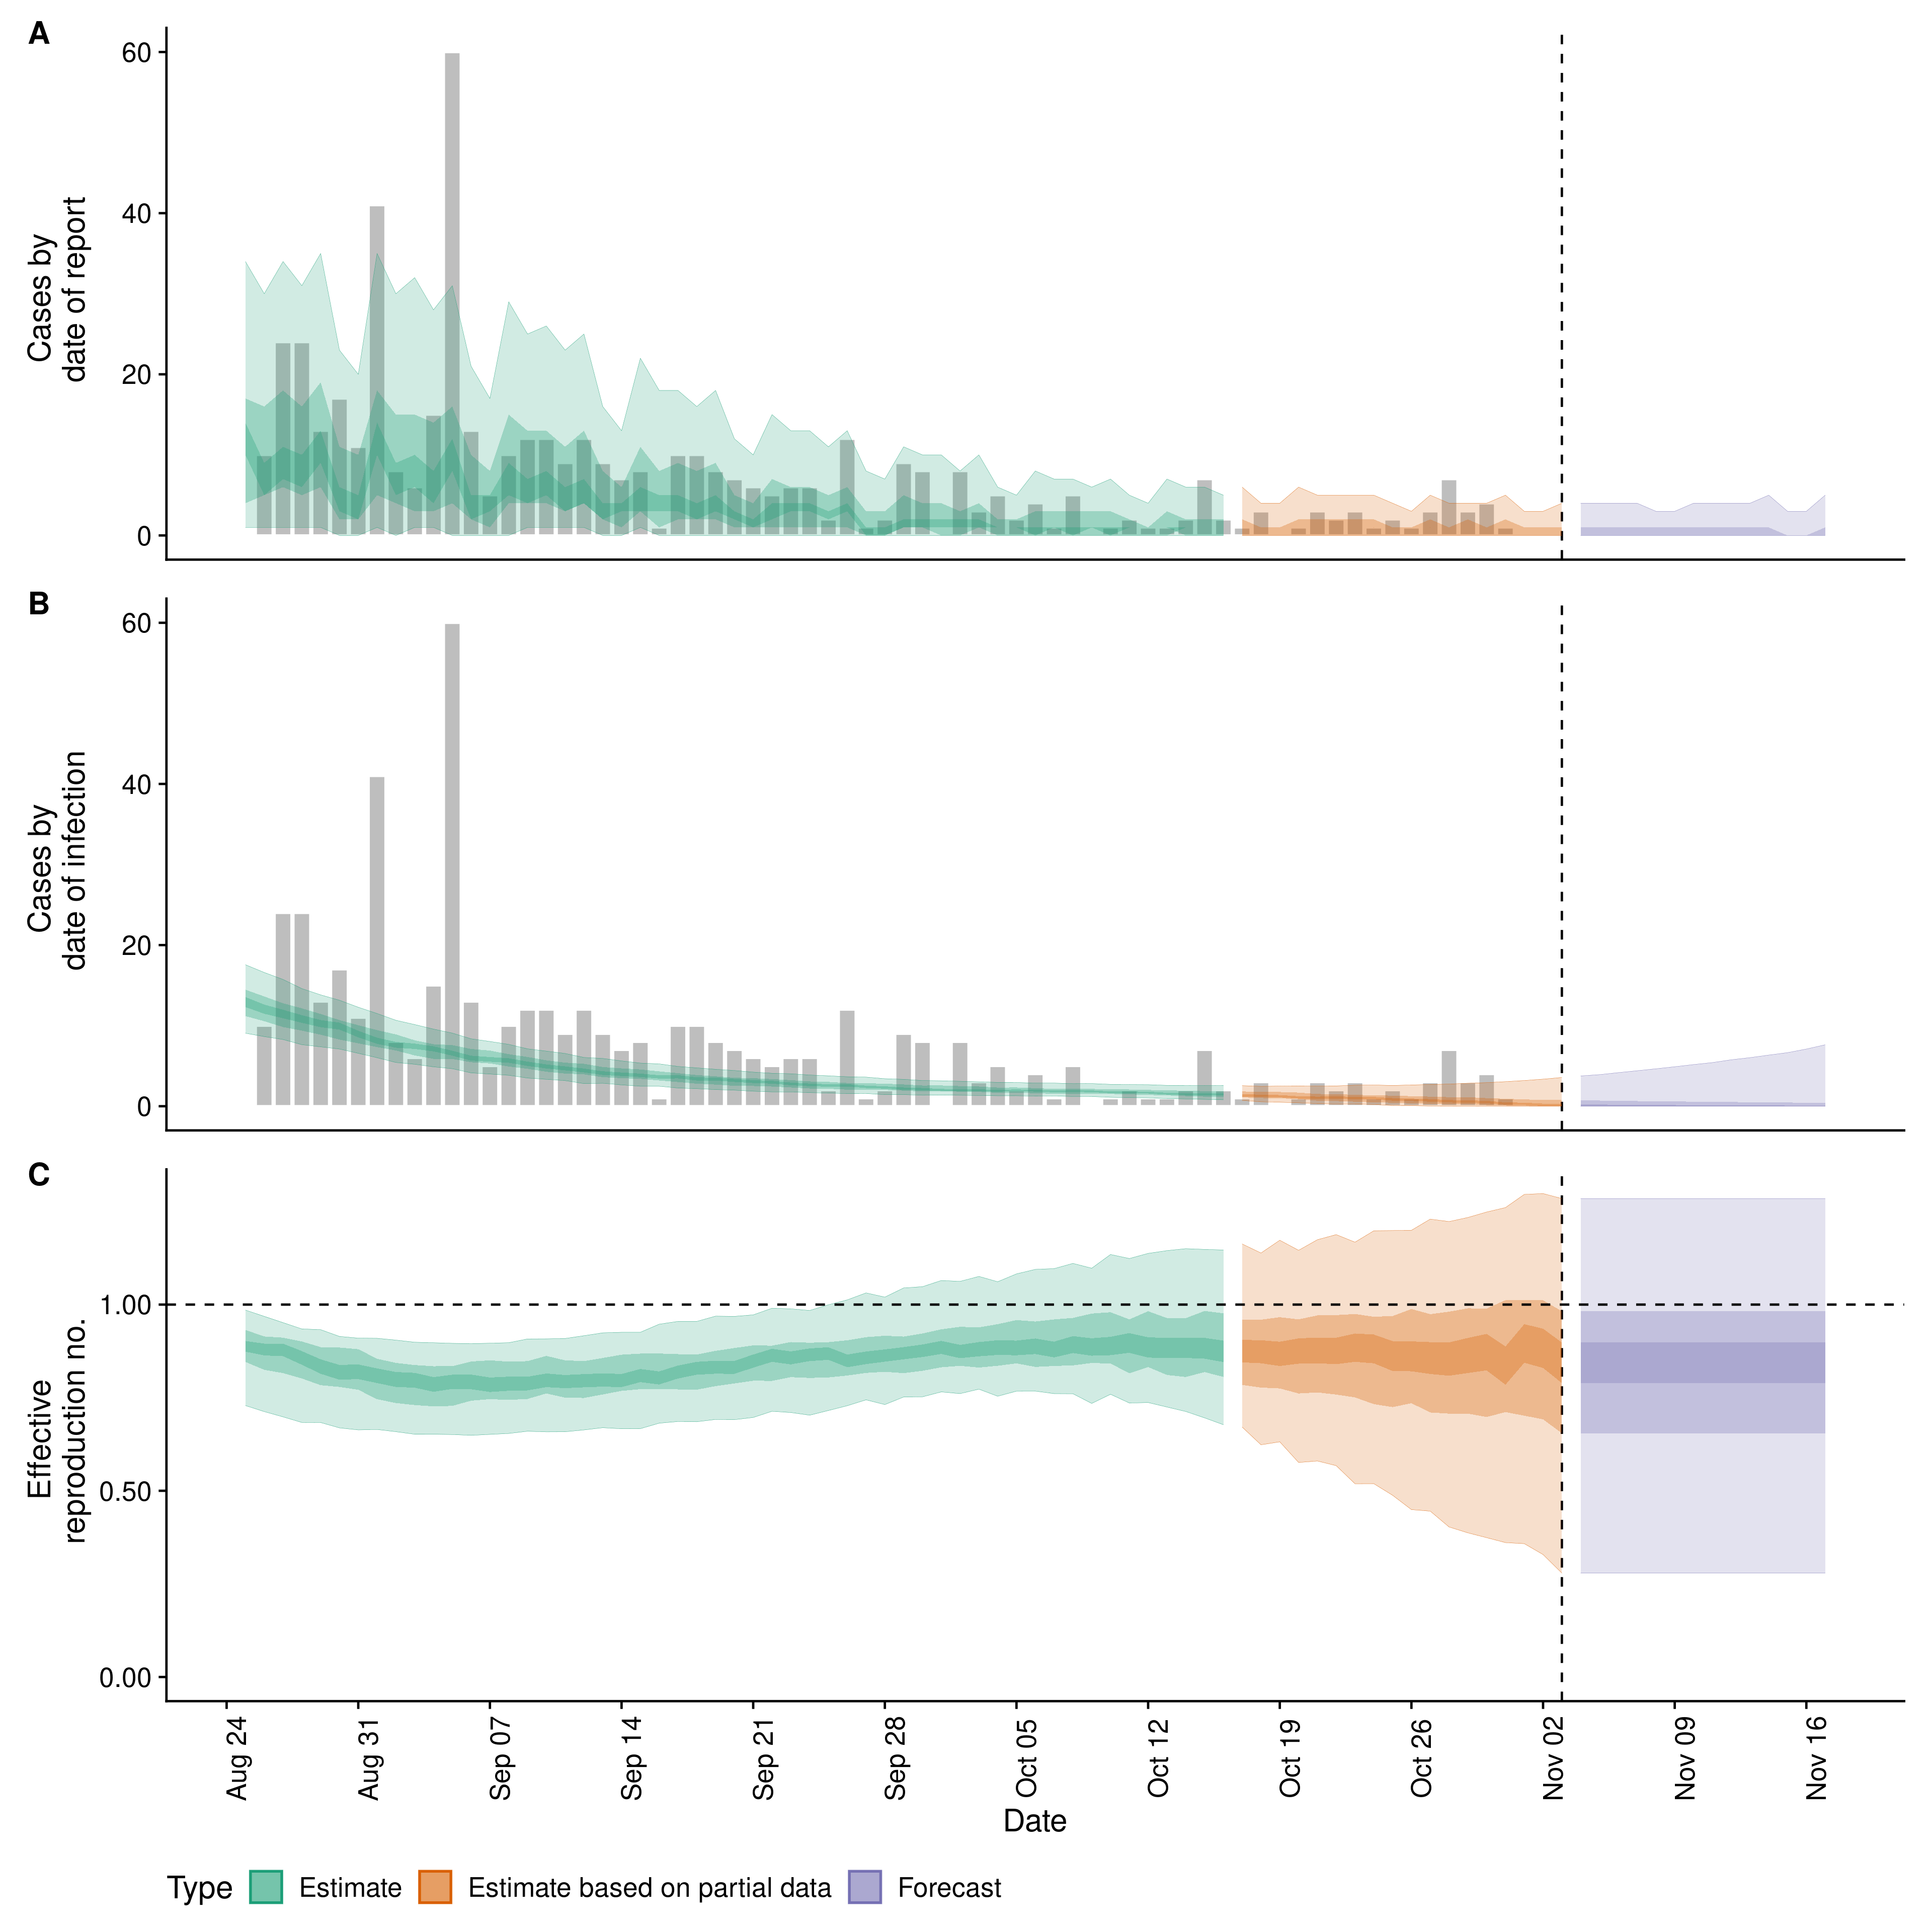 A
60
40
20
0
Cases by
date of report
B
60
40
20
0
Cases by
date of infection
C
1.00
0.50
0.00
Effective
reproduction no.
Aug 24
Aug 31
Sep 07
Sep 14
Sep 21
Sep 28
Oct 05
Oct 12
Oct 19
Oct 26
Nov 02
Nov 09
Nov 16
Date
Type Estimate Estimate based on partial data Forecast